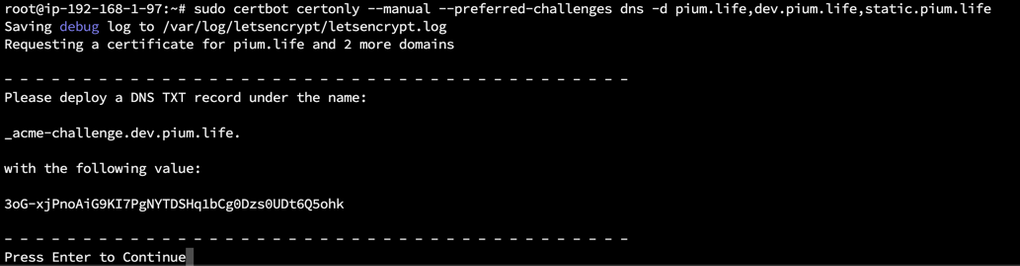 root@ip-192-168-1-97:~# sudo certbot certonly --manual --preferred-challenges dns -d pium.life,dev.pium.life,static.pium.life
Saving debug log to /var/log/letsencrypt/letsencrypt.log
Requesting a certificate for pium.life and 2 more domains
- - - - - - - - - - - - - - - - - - - - - - - - - - - - - - - - - - - - - - - -
Please deploy a DNS TXT record under the name:
_acme-challenge.dev.pium.life.
with the following value:
3oG-xjPnoAiG9KI7PgNYTDSHq1bCg0Dzs0UDt6Q5ohk
- - - - - - - - - - - - - - - - - - - - - - - - - - - - - - - - - - - - - - - -
Press Enter to Continue